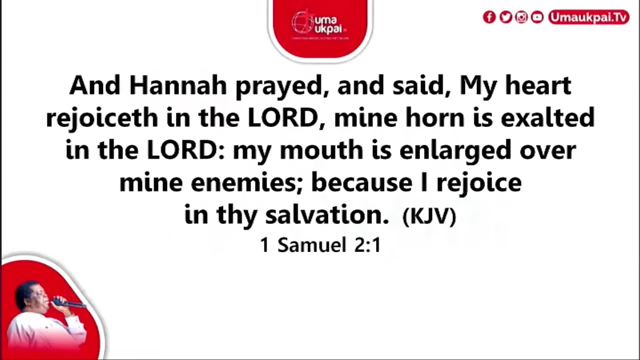 uma
ukpai
Umaukpai.Tv
And Hannah prayed, and said, My heart
rejoiceth in the LORD, mine horn is exalted
in the LORD: my mouth is enlarged over
mine enemies; because I rejoice
in thy salvation. (KJV)
1 Samuel 2:1